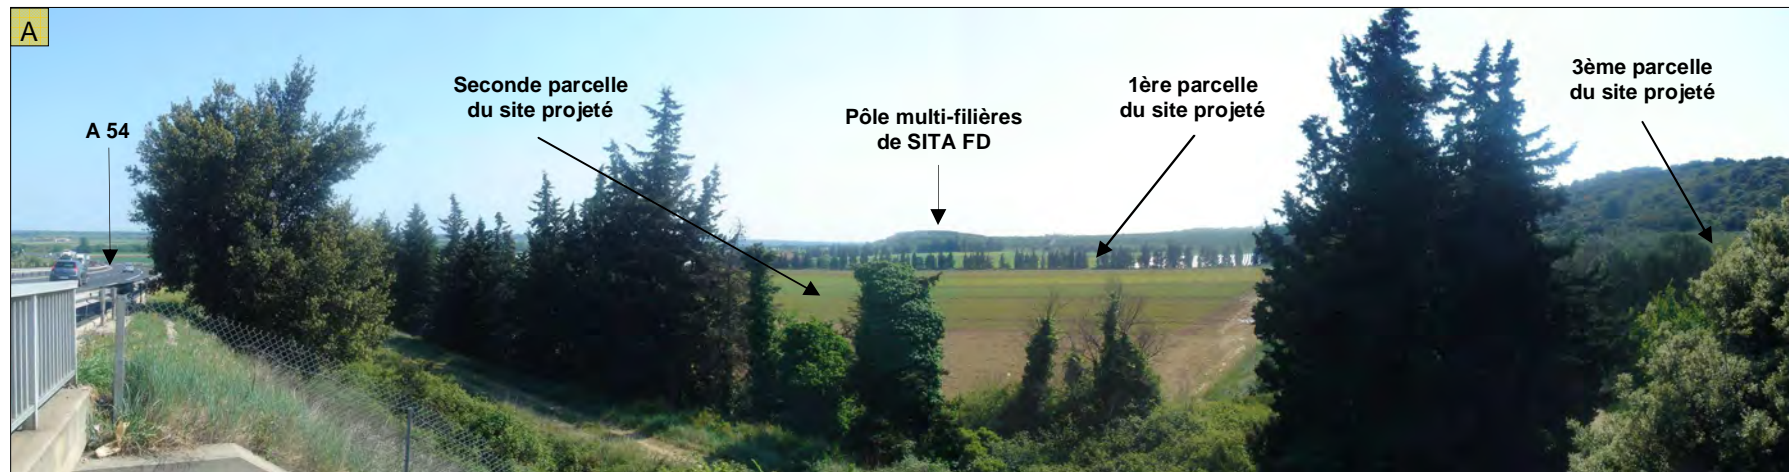 A
A 54
Seconde parcelle
du site projeté
Pôle multi-filières
de SITA FD
1ère parcelle
du site projeté
3ème parcelle
du site projeté